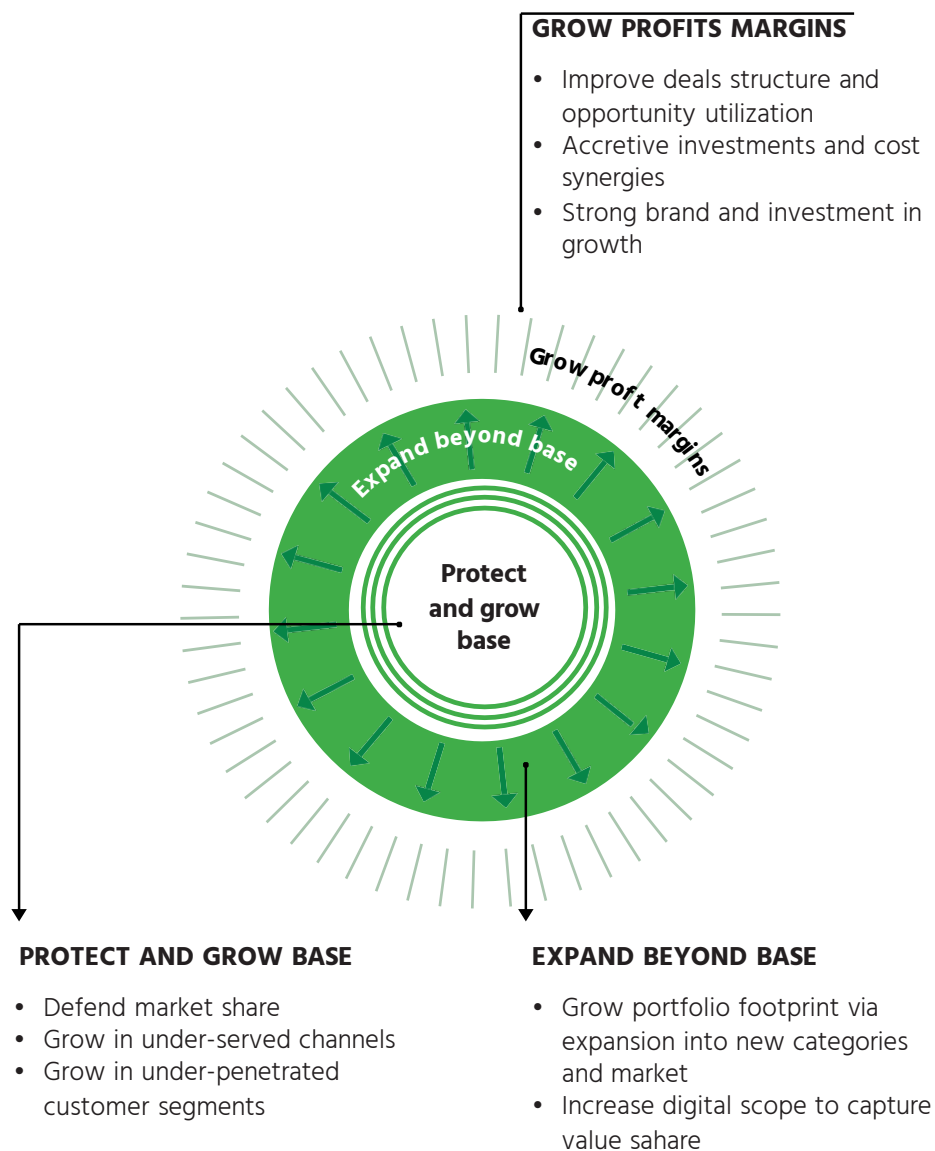 GROW PROFITS MARGINS
• Improve deals structure and
opportunity utilization
• Accretive investments and cost
synergies
• Strong brand and investment in
growth
Grow proft margins
Expand beyond base
Protect
and grow
base
PROTECT AND GROW BASE
• Defend market share
• Grow in under-served channels
• Grow in under-penetrated
customer segments
EXPAND BEYOND BASE
• Grow portfolio footprint via
expansion into new categories
and market
• Increase digital scope to capture
value sahare